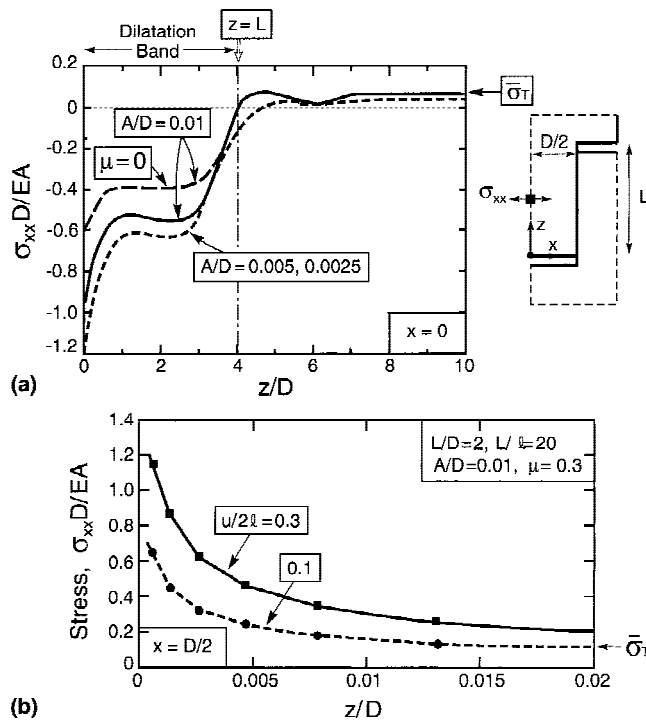 Dilatation
Band
z = L
0.2
0
-0.2
-0.4
-0.6
-0.8
-1.0
-1.2
σxxD/EA
A/D = 0.01
μ = 0
A/D = 0.005, 0.0025
x = 0
σ̄T
0 2 4 6 8 10
z/D
(a)
D/2
L
σxx
z
x
1.4
1.2
1.0
0.8
0.6
0.4
0.2
0
Stress, σxxD/EA
L/D=2, L/ℓ=20
A/D=0.01, μ = 0.3
u/2ℓ=0.3
0.1
x = D/2
σ̄T
0 0.005 0.01 0.015 0.02
z/D
(b)